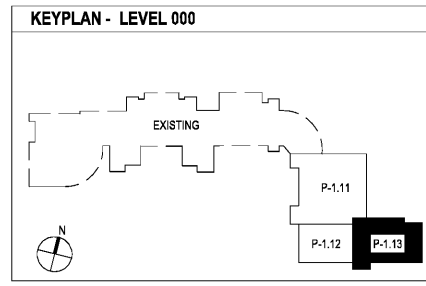 KEYPLAN - LEVEL 000
EXISTING
P-1.11
N
P-1.12
P-1.13